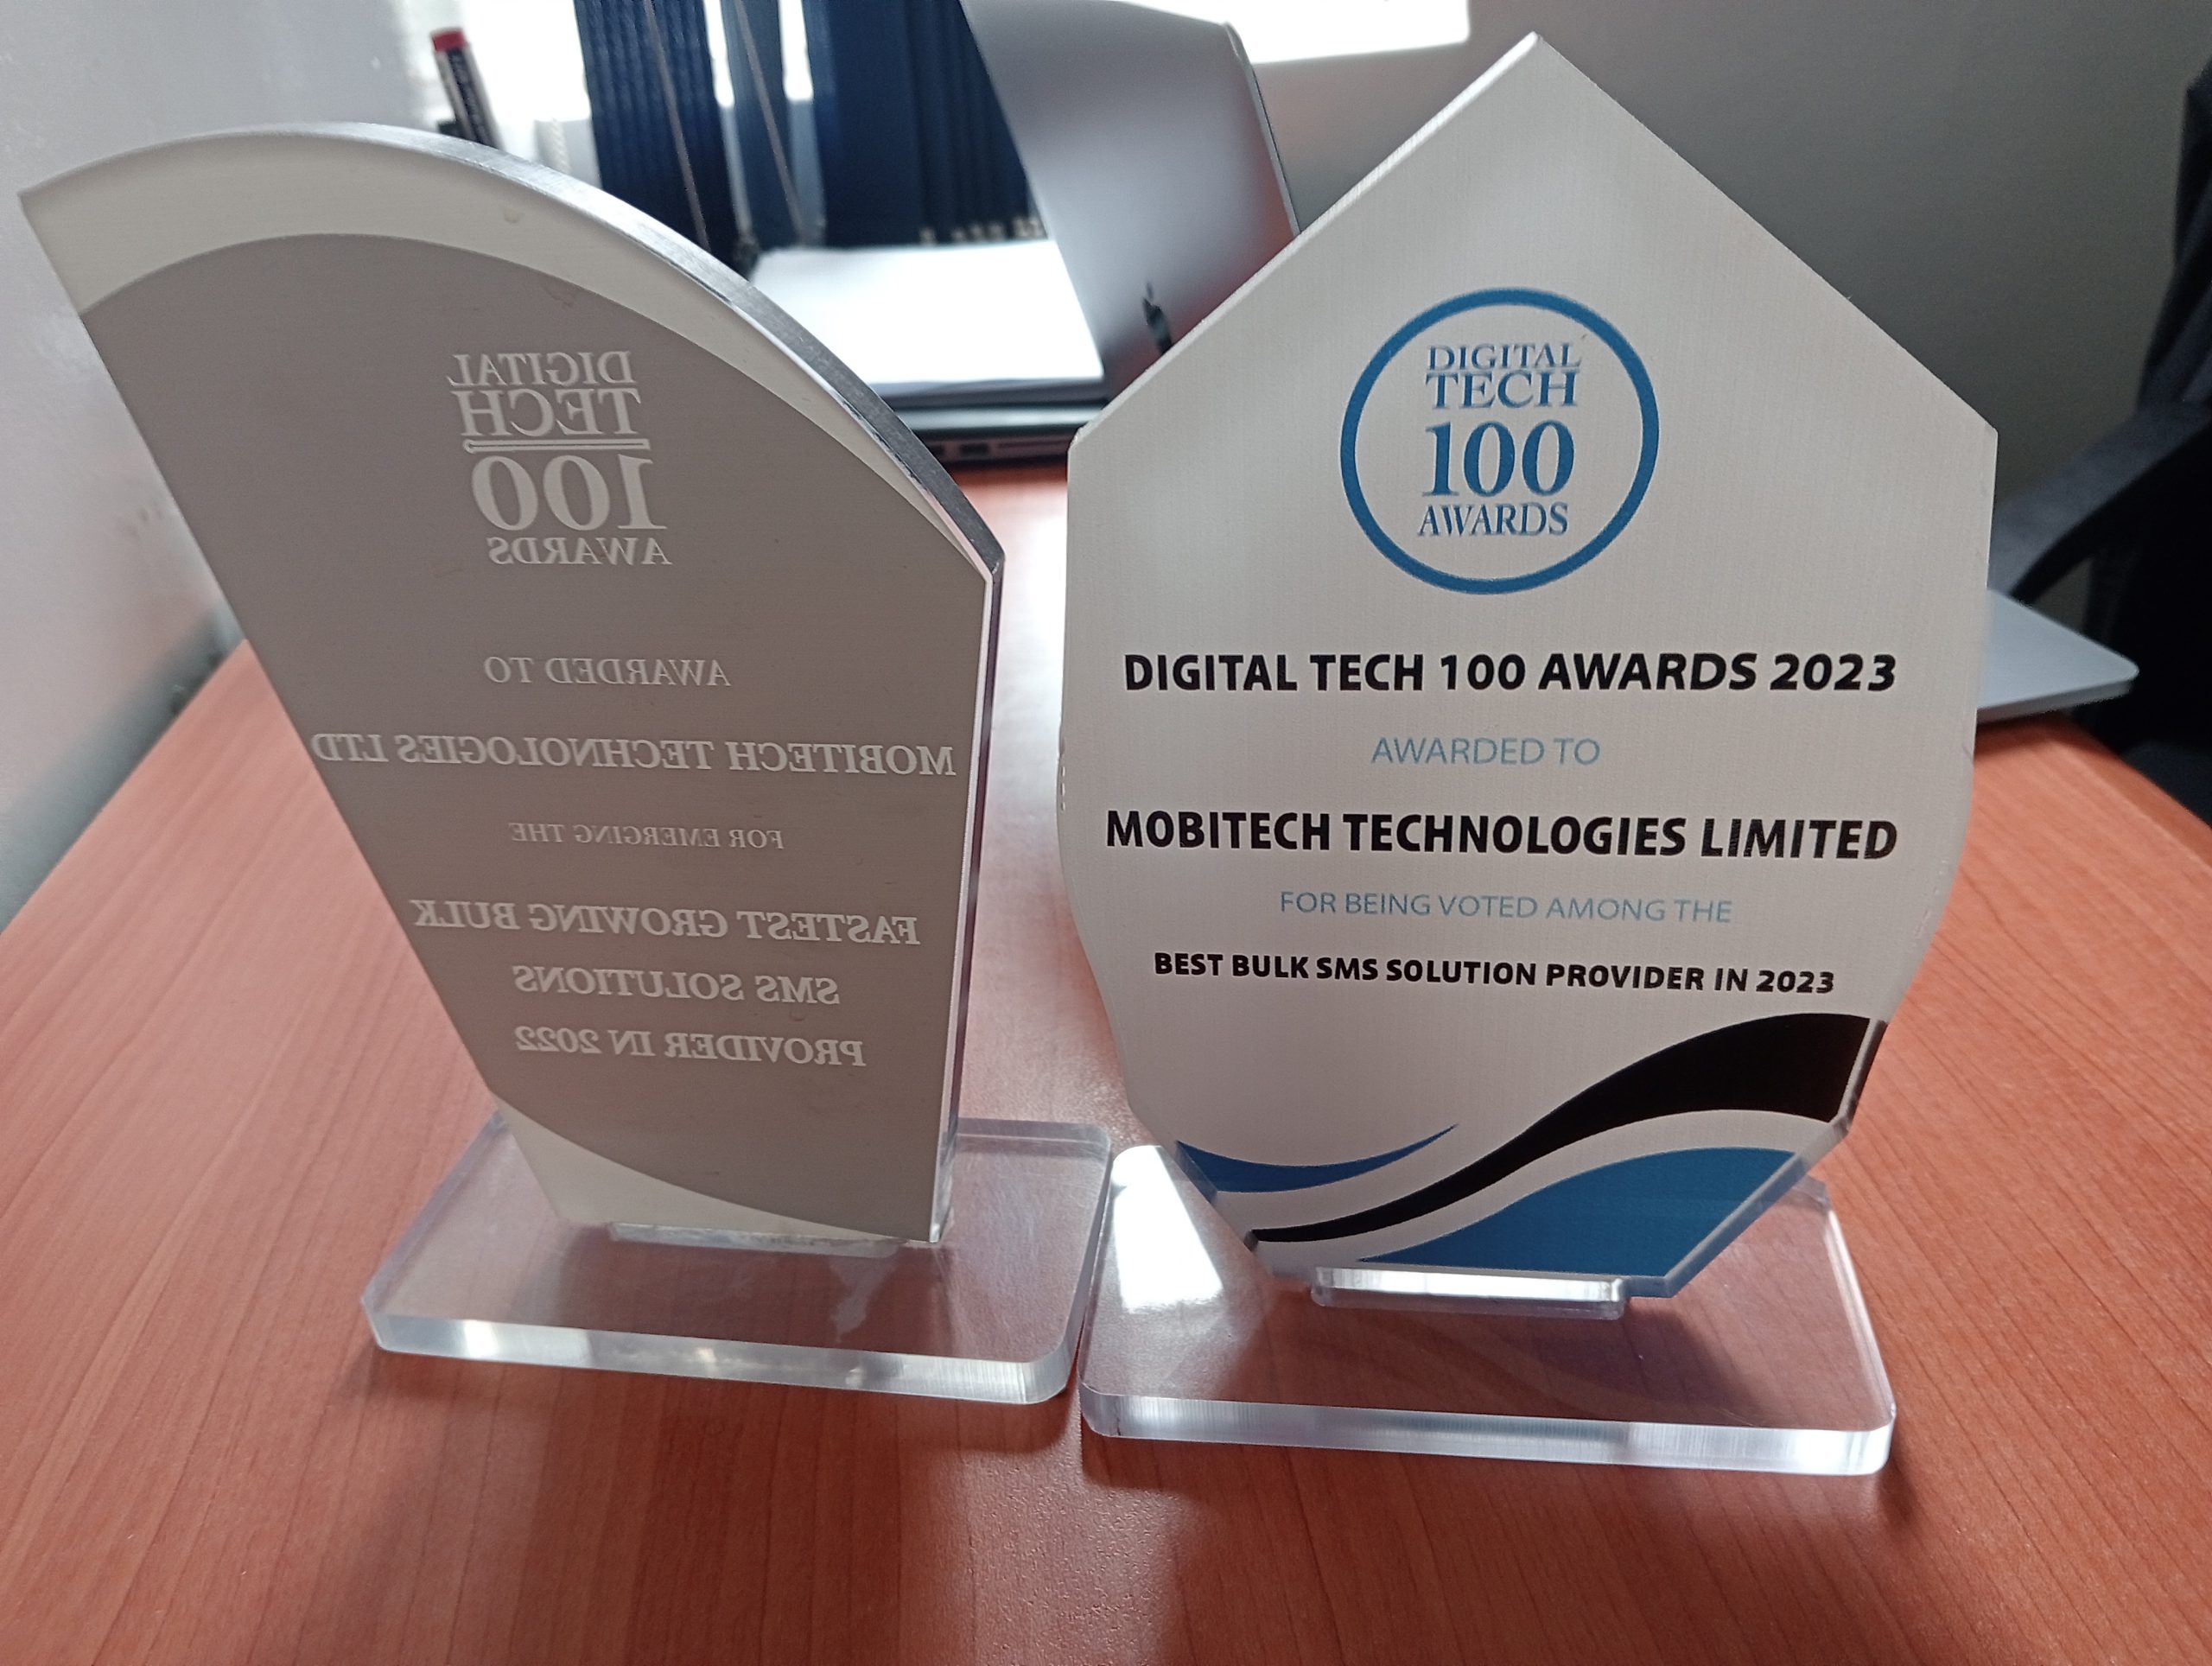 DIGITAL
TECH
100
AWARDS
AWARDED TO
MOBITECH TECHNOLOGIES LTD
FOR EMERGING THE
FASTEST GROWING BULK
SMS SOLUTIONS
PROVIDER IN 2022
DIGITAL
TECH
100
AWARDS
DIGITAL TECH 100 AWARDS 2023
AWARDED TO
MOBITECH TECHNOLOGIES LIMITED
FOR BEING VOTED AMONG THE
BEST BULK SMS SOLUTION PROVIDER IN 2023